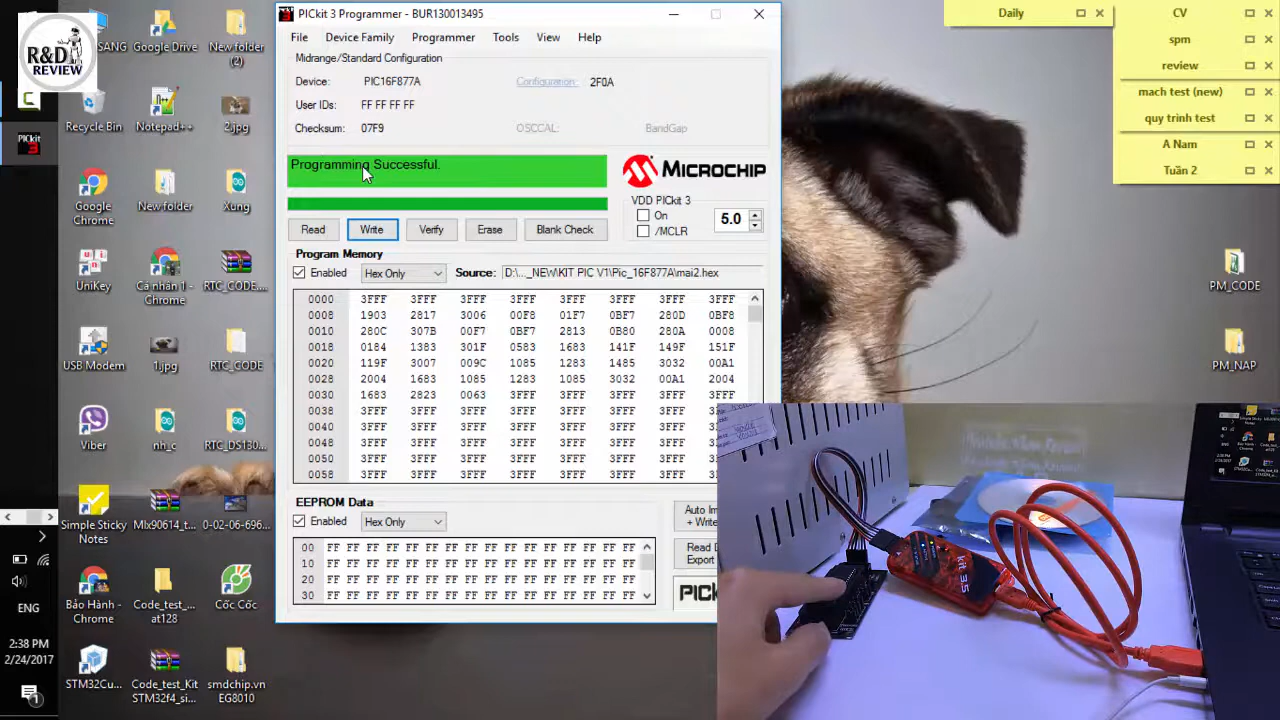 R&D
REVIEW
SANG
Google Drive
New folder
(2)
Recycle Bin
Notepad++
2.jpg
Google
Chrome
New folder
Xung
UniKey
Cá nhân 1 -
Chrome
RTC_CODE....
USB Modem
1.jpg
RTC_CODE
Viber
nh_c
RTC_DS130...
Simple Sticky
Notes
Mlx90614_t...
0-02-06-696...
Bảo Hành -
Chrome
Code_test_...
at128
Cốc Cốc
STM32Cu...
Code_test_Kit
STM32f4_si...
smdchip.vn
EG8010
ENG
2:38 PM
2/24/2017
1
PICkit 3 Programmer - BUR130013495
File Device Family Programmer Tools View Help
Midrange/Standard Configuration
Device: PIC16F877A Configuration: 2F0A
User IDs: FF FF FF FF
Checksum: 07F9 OSCCAL: BandGap:
Programming Successful.
MICROCHIP
VDD PICkit 3
On
/MCLR
5.0
Read Write Verify Erase Blank Check
Program Memory
Enabled Hex Only Source: D:\..._NEW\KIT PIC V1\Pic_16F877A\mai2.hex
0000 3FFF 3FFF 3FFF 3FFF 3FFF 3FFF 3FFF 3FFF
0008 1903 2817 3006 00F8 01F7 0BF7 280D 0BF8
0010 280C 307B 00F7 0BF7 2813 0B80 280A 0008
0018 0184 1383 301F 0583 1683 141F 149F 151F
0020 119F 3007 009C 1085 1283 1485 3032 00A1
0028 2004 1683 1085 1283 1085 3032 00A1 2004
0030 1683 2823 0063 3FFF 3FFF 3FFF 3FFF 3FFF
0038 3FFF 3FFF 3FFF 3FFF 3FFF 3FFF 3FFF 3FFF
0040 3FFF 3FFF 3FFF 3FFF 3FFF 3FFF 3FFF 3FFF
0048 3FFF 3FFF 3FFF 3FFF 3FFF 3FFF 3FFF
0050 3FFF 3FFF 3FFF 3FFF 3FFF 3FFF 3FFF
0058 3FFF 3FFF 3FFF 3FFF 3FFF 3FFF 3FFF
EEPROM Data
Enabled Hex Only
Auto Im
+ Write
Read D
Export
00 FF FF FF FF FF FF FF FF FF FF FF FF FF FF FF FF
10 FF FF FF FF FF FF FF FF FF FF FF FF FF FF FF FF
20 FF FF FF FF FF FF FF FF FF FF FF FF FF FF FF FF
30 FF FF FF FF FF FF FF FF FF FF FF FF FF FF FF FF
PIC
Daily
CV
spm
review
mach test (new)
quy trinh test
A Nam
Tuần 2
PM_CODE
PM_NAP
kit 3.5